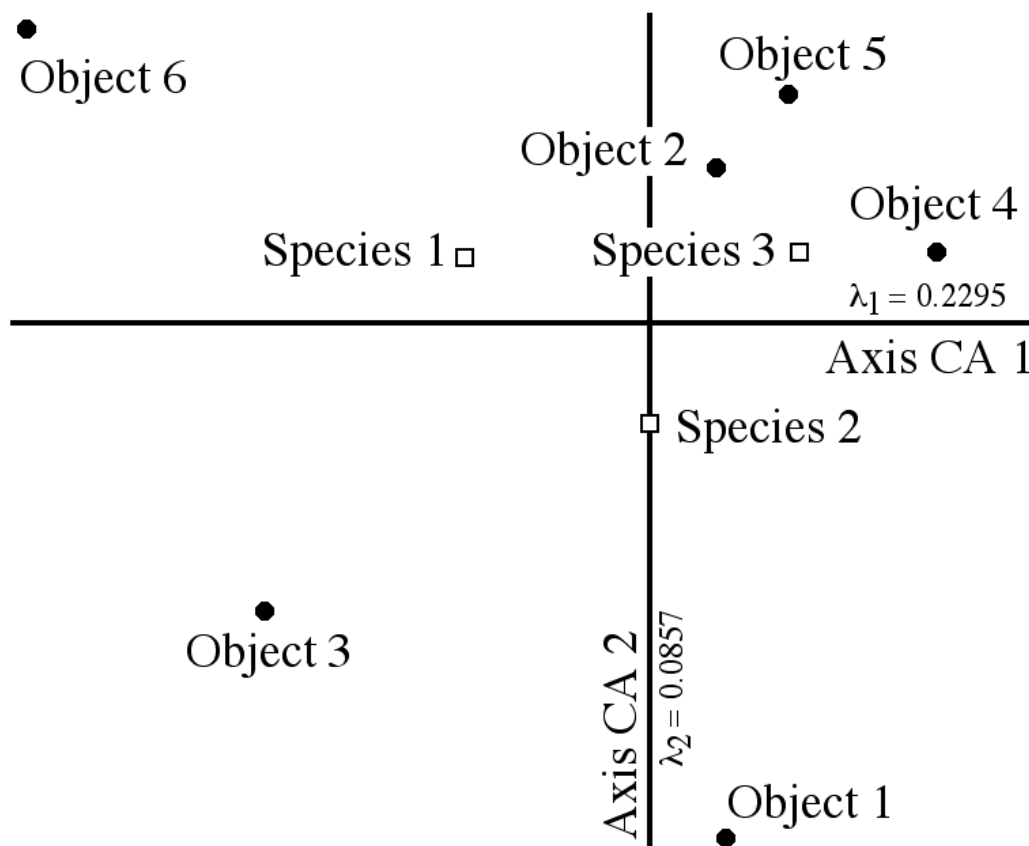 Object 6
Object 5
Object 2
Object 4
Species 1
Species 3
λ1 = 0.2295
Axis CA 1
Species 2
Object 3
Axis CA 2
λ2 = 0.0857
Object 1